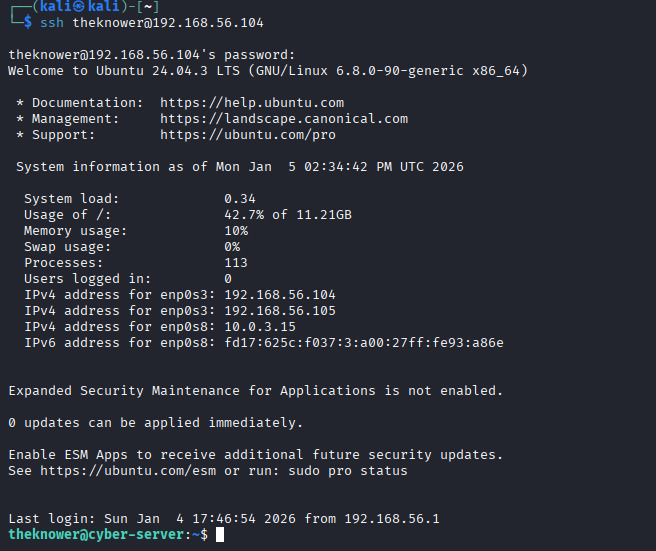 ┌──(kali㉿kali)-[~]
└─$ ssh theknower@192.168.56.104
theknower@192.168.56.104's password:
Welcome to Ubuntu 24.04.3 LTS (GNU/Linux 6.8.0-90-generic x86_64)
* Documentation:  https://help.ubuntu.com
* Management:     https://landscape.canonical.com
* Support:        https://ubuntu.com/pro
System information as of Mon Jan  5 02:34:42 PM UTC 2026
System load:             0.34
Usage of /:              42.7% of 11.21GB
Memory usage:            10%
Swap usage:              0%
Processes:               113
Users logged in:         0
IPv4 address for enp0s3: 192.168.56.104
IPv4 address for enp0s3: 192.168.56.105
IPv4 address for enp0s8: 10.0.3.15
IPv6 address for enp0s8: fd17:625c:f037:3:a00:27ff:fe93:a86e
Expanded Security Maintenance for Applications is not enabled.
0 updates can be applied immediately.
Enable ESM Apps to receive additional future security updates.
See https://ubuntu.com/esm or run: sudo pro status
Last login: Sun Jan  4 17:46:54 2026 from 192.168.56.1
theknower@cyber-server:~$